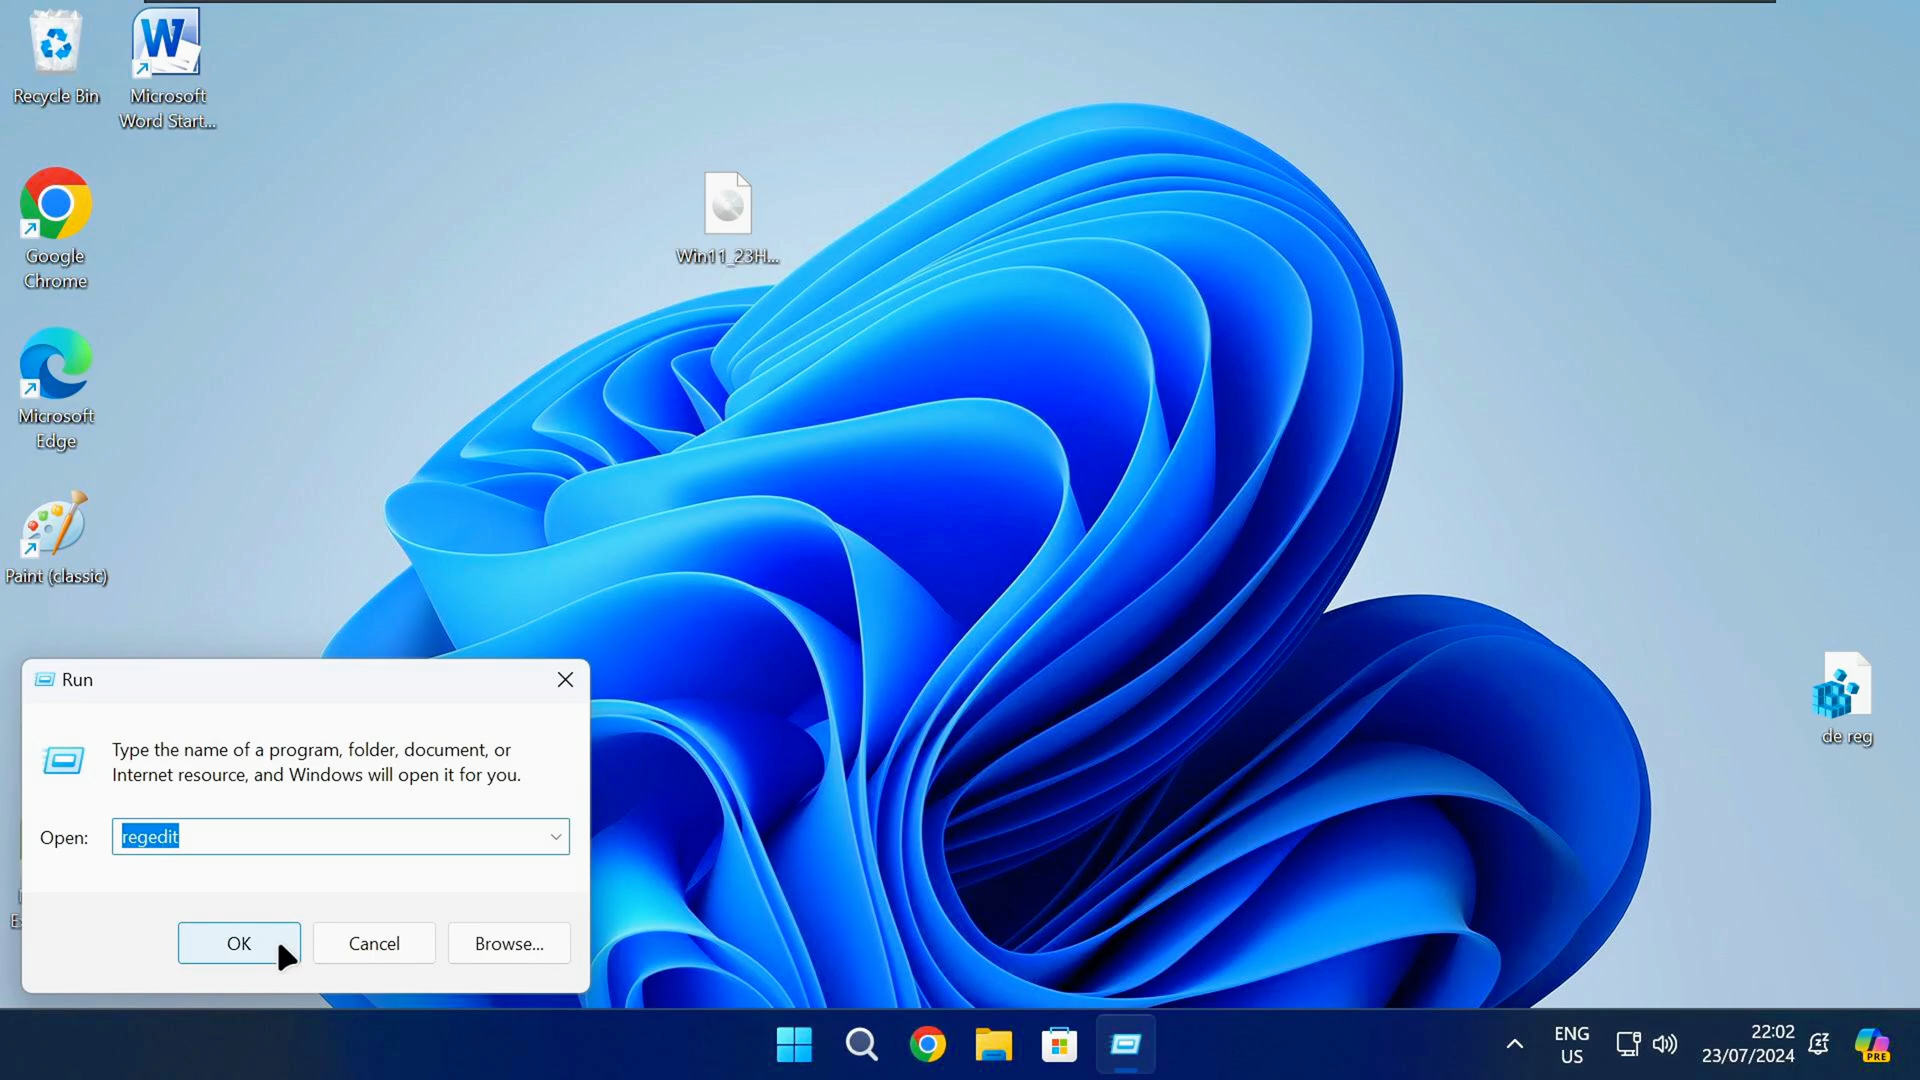 Recycle Bin
Microsoft
Word Start...
Google
Chrome
Win11_23H...
Microsoft
Edge
Paint (classic)
de reg
Run
Type the name of a program, folder, document, or
Internet resource, and Windows will open it for you.
Open:
regedit
OK
Cancel
Browse...
ENG
US
22:02
23/07/2024
PRE